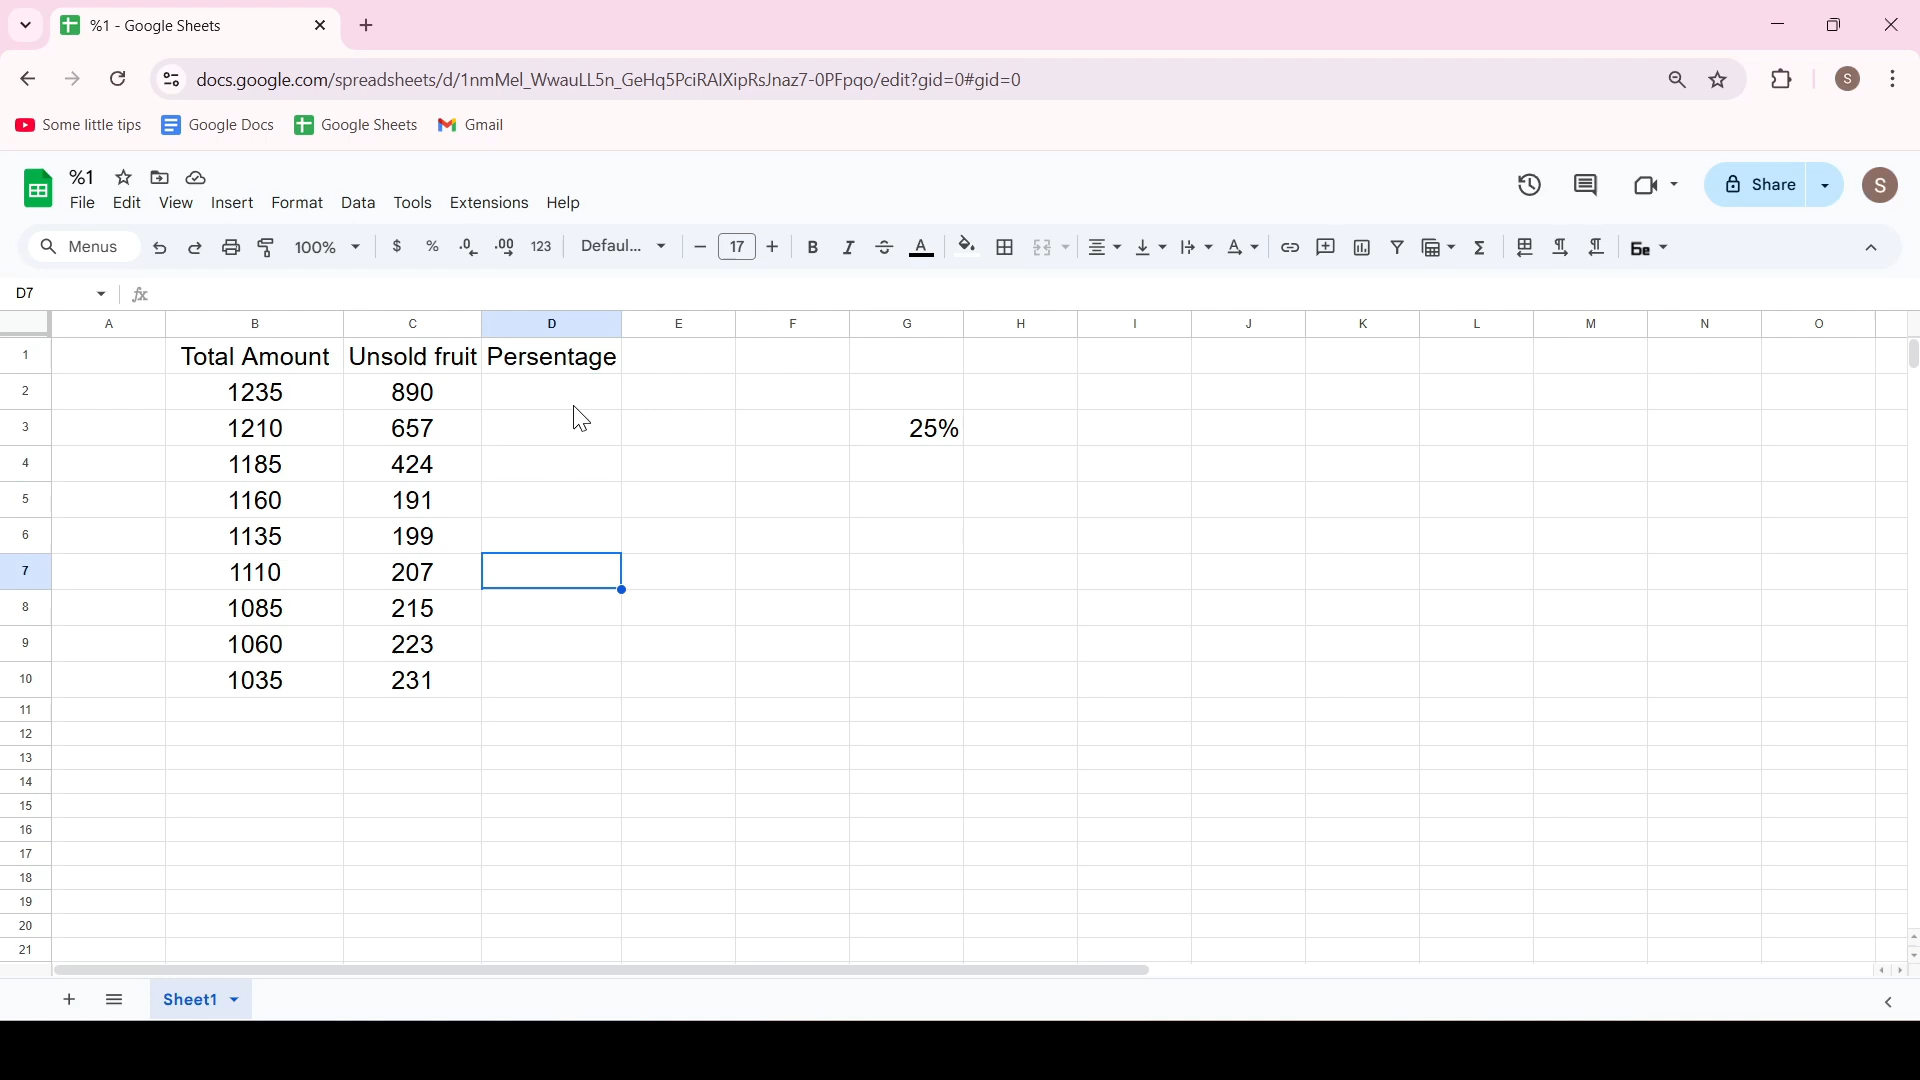 %1 - Google Sheets
docs.google.com/spreadsheets/d/1nmMel_WwauLL5n_GeHq5PciRAIXipRsJnaz7-0PFpqo/edit?gid=0#gid=0
S
Some little tips Google Docs Google Sheets Gmail
%1
File Edit View Insert Format Data Tools Extensions Help
Share S
Menus 100% $ % .0 .00 123 Defaul... 17 B I S A Σ Бе
D7 fx
A B C D E F G H I J K L M N O
1 Total Amount Unsold fruit Persentage
2 1235 890
3 1210 657 25%
4 1185 424
5 1160 191
6 1135 199
7 1110 207
8 1085 215
9 1060 223
10 1035 231
11
12
13
14
15
16
17
18
19
20
21
Sheet1